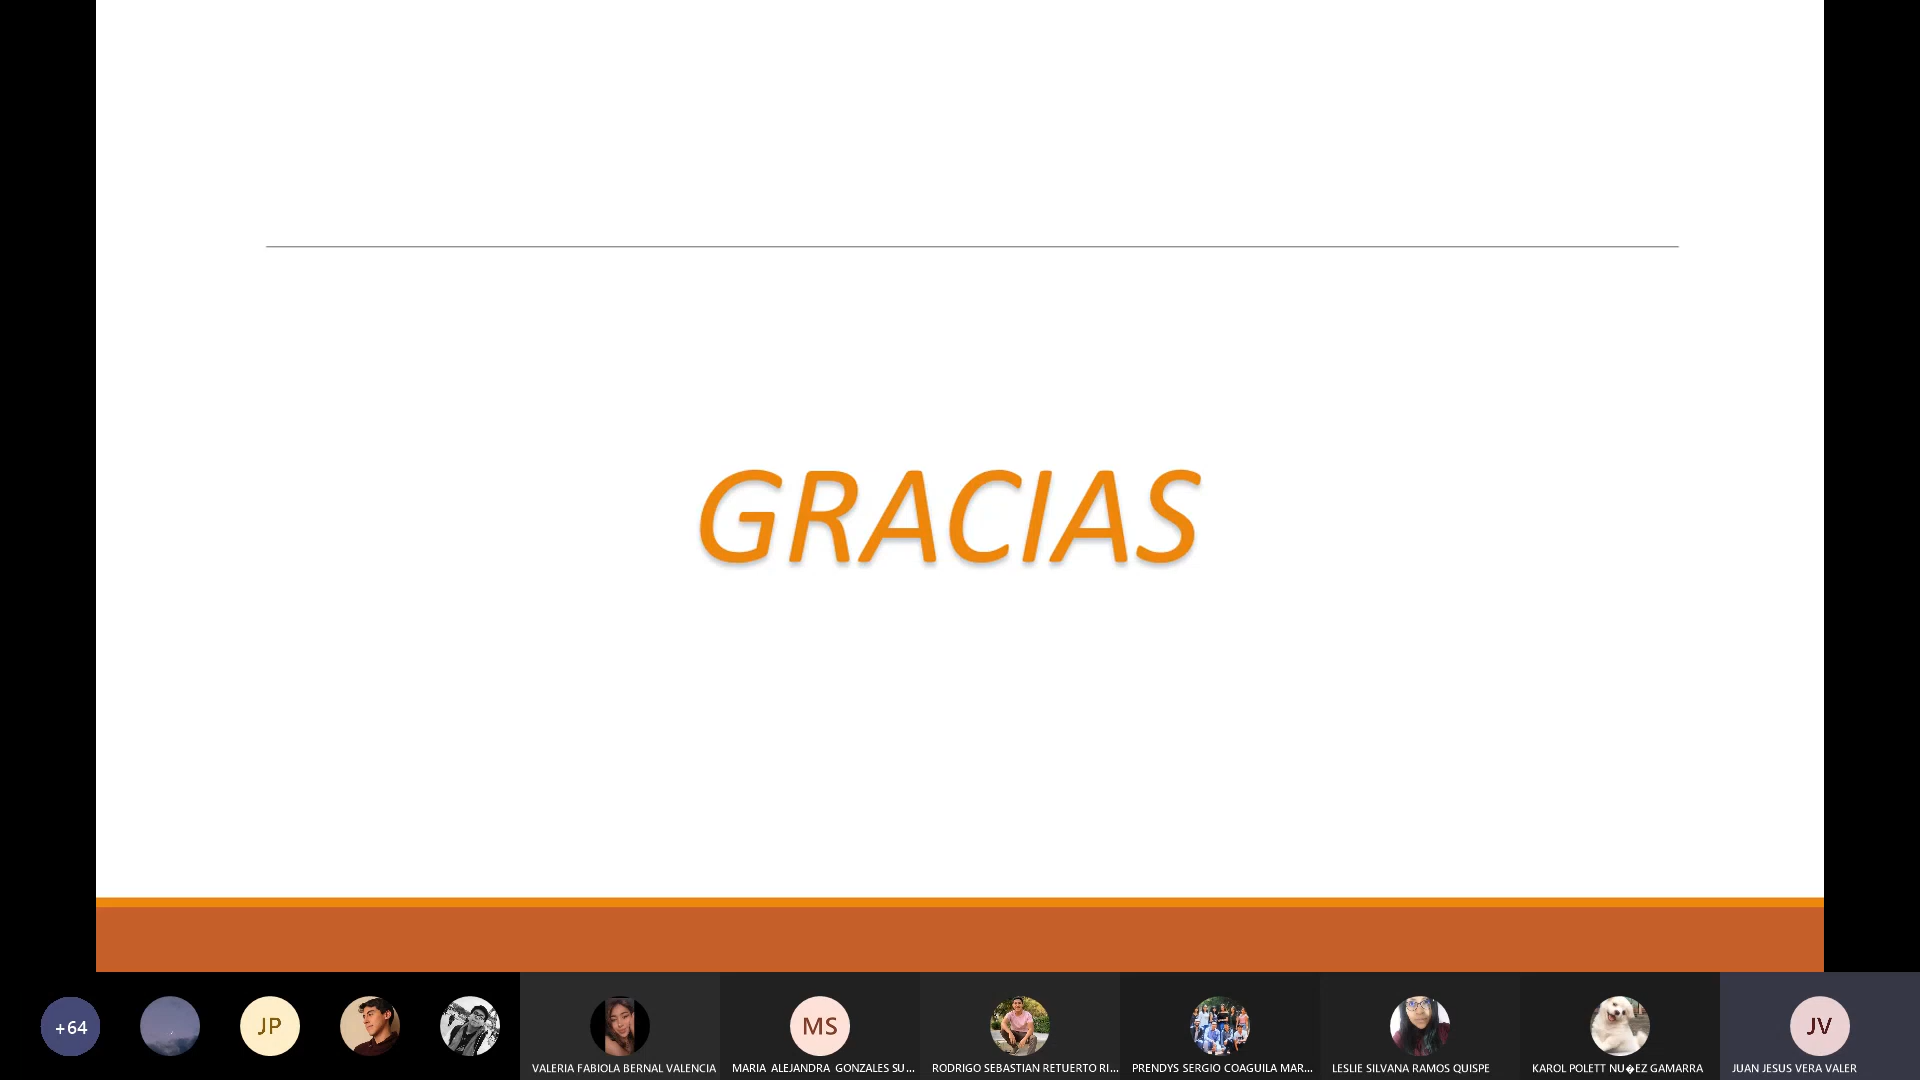 GRACIAS
+64
JP
MS
JV
VALERIA FABIOLA BERNAL VALENCIA
MARIA ALEJANDRA GONZALES SU...
RODRIGO SEBASTIAN RETUERTO RI...
PRENDYS SERGIO COAGUILA MAR...
LESLIE SILVANA RAMOS QUISPE
KAROL POLETT NU�EZ GAMARRA
JUAN JESUS VERA VALER